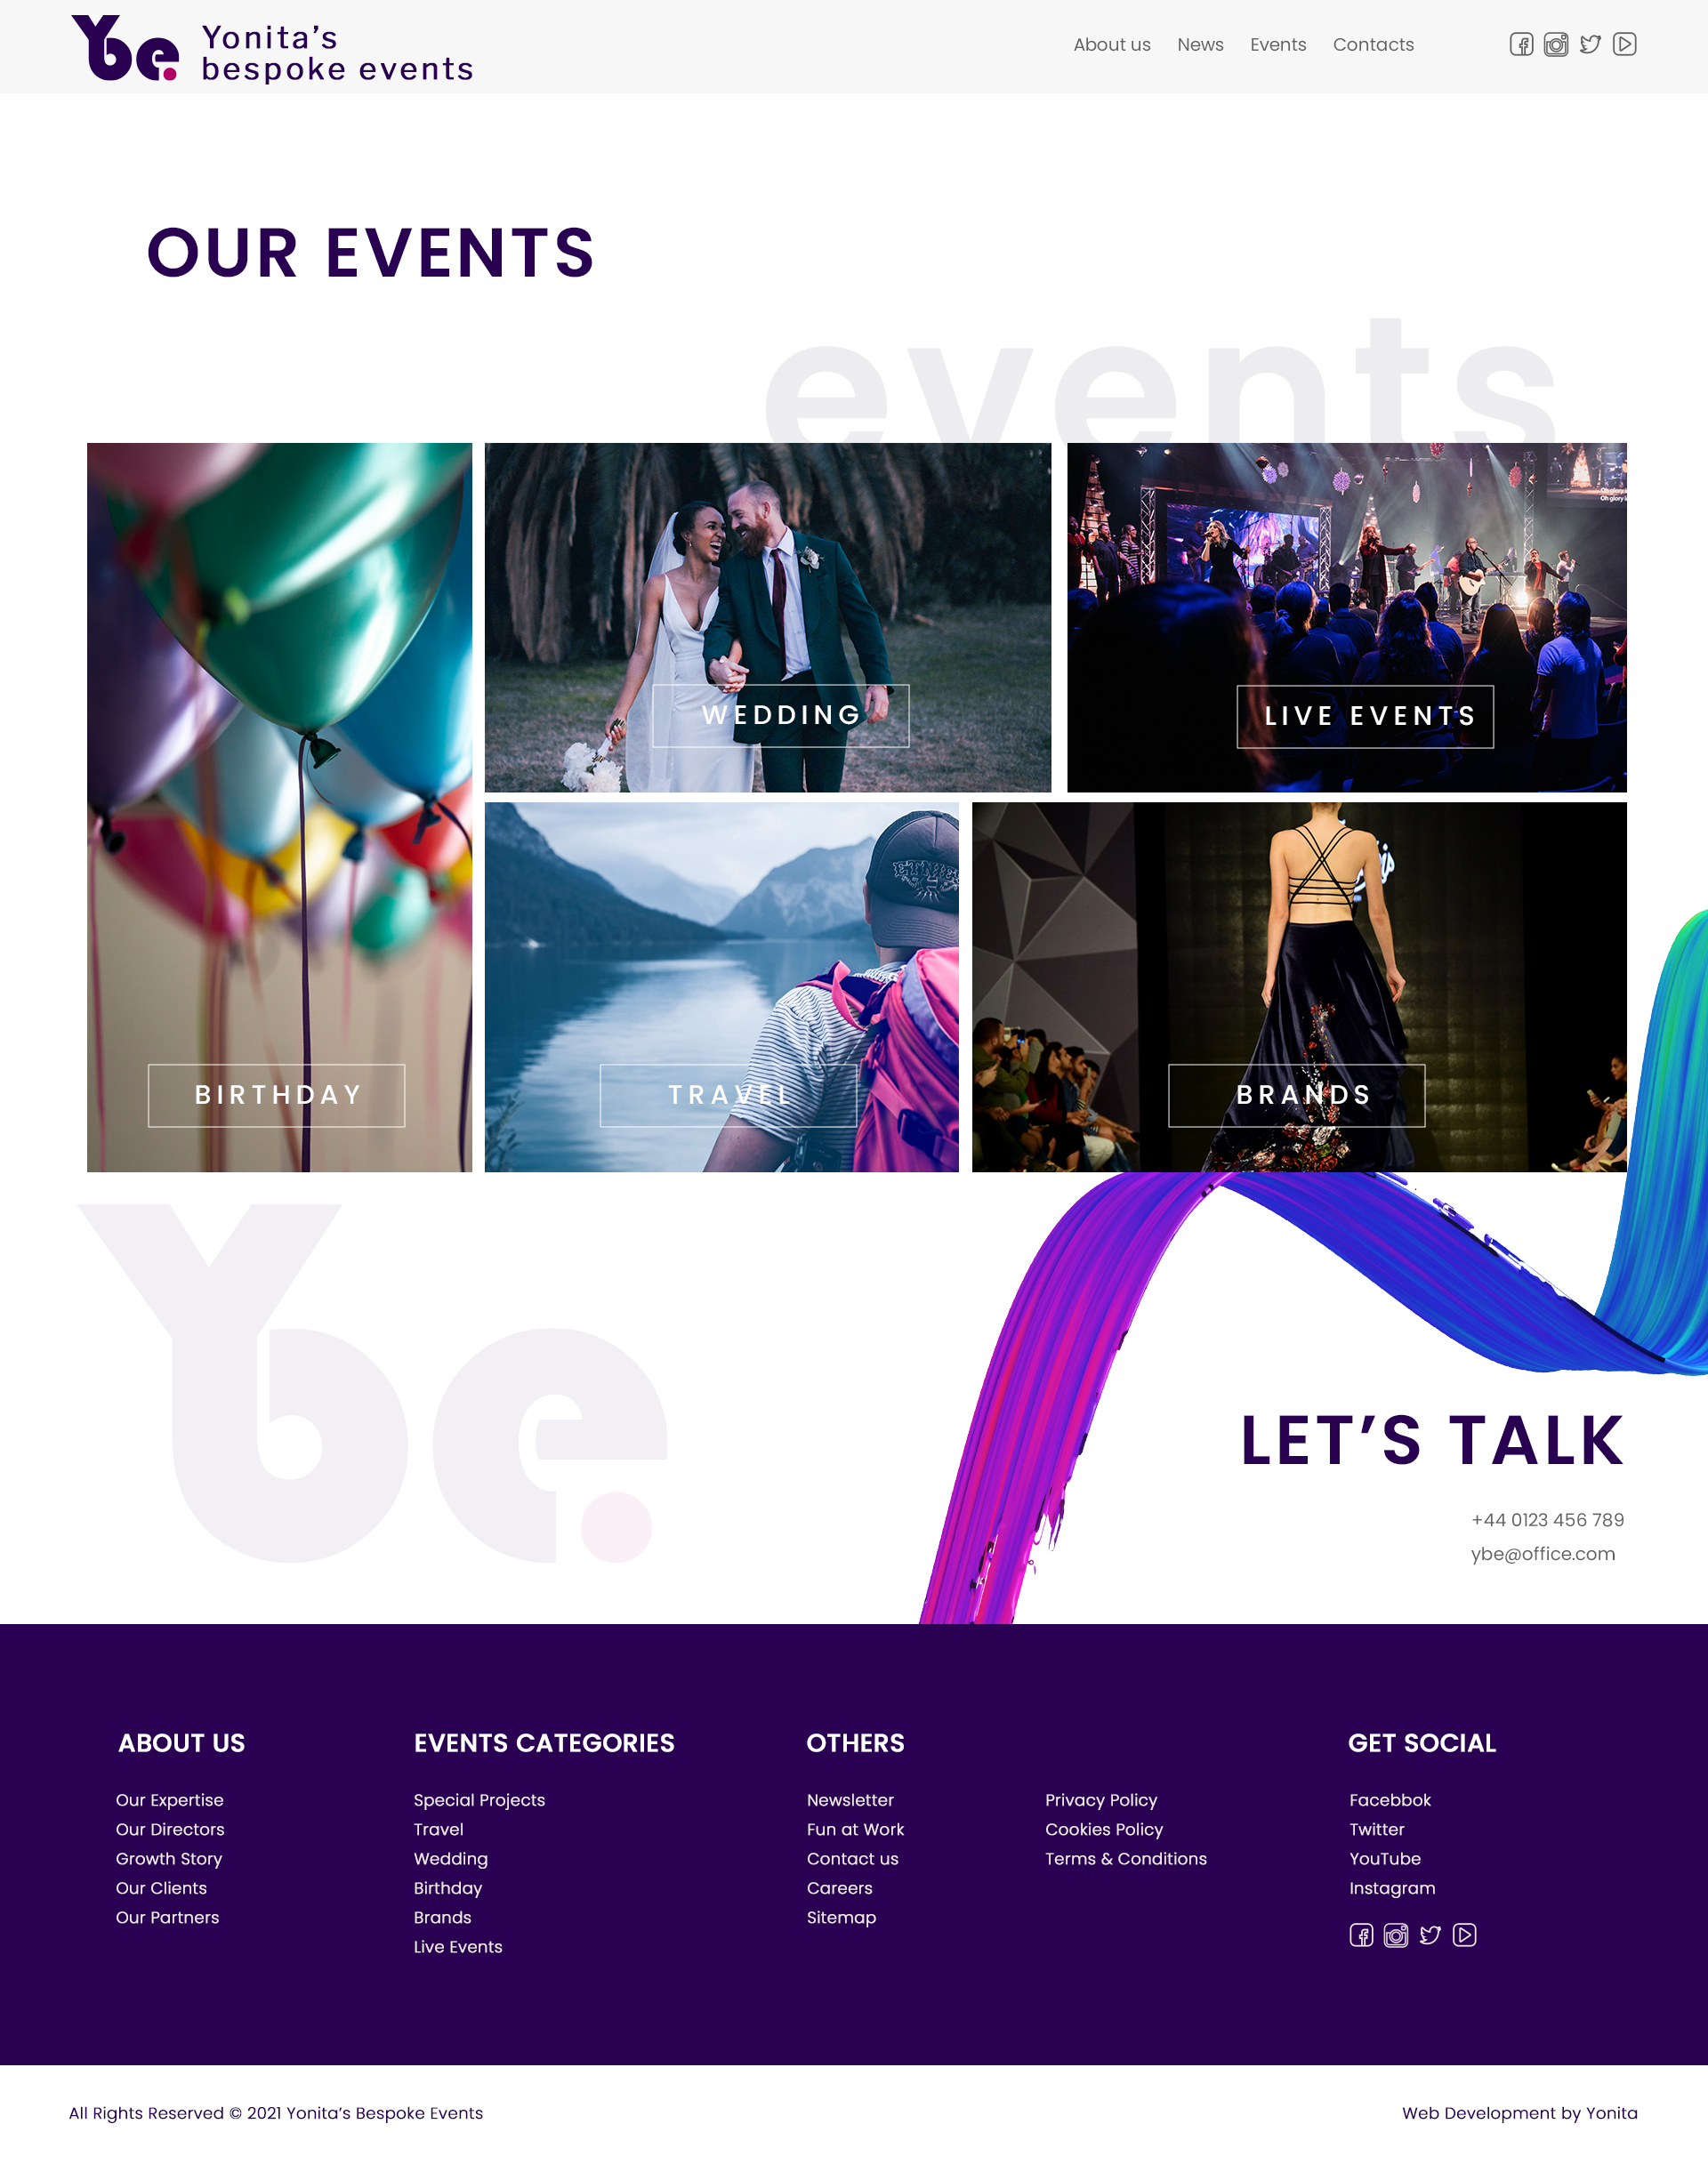 Ybe.
Yonita’s
bespoke events
About us News Events Contacts
OUR EVENTS
events
Oh glory
WEDDING
LIVE EVENTS
ETNIES
BIRTHDAY
TRAVEL
BRANDS
Ybe.
LET’S TALK
+44 0123 456 789
ybe@office.com
ABOUT US
Our Expertise
Our Directors
Growth Story
Our Clients
Our Partners
EVENTS CATEGORIES
Special Projects
Travel
Wedding
Birthday
Brands
Live Events
OTHERS
Newsletter
Fun at Work
Contact us
Careers
Sitemap
Privacy Policy
Cookies Policy
Terms & Conditions
GET SOCIAL
Facebbok
Twitter
YouTube
Instagram
All Rights Reserved © 2021 Yonita’s Bespoke Events
Web Development by Yonita